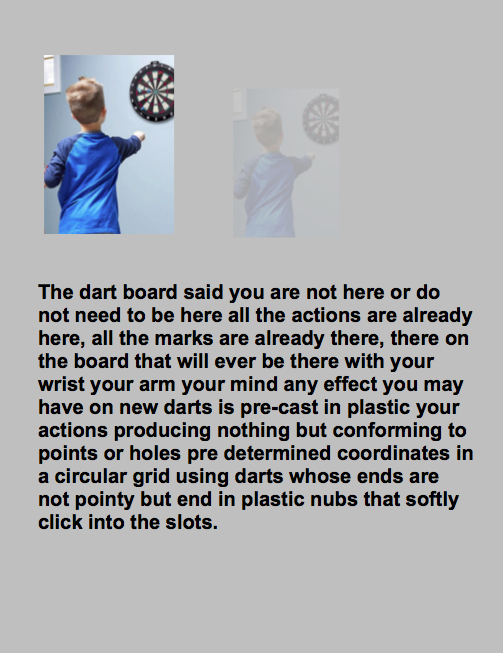 The dart board said you are not here or do
not need to be here all the actions are already
here, all the marks are already there, there on
the board that will ever be there with your
wrist your arm your mind any effect you may
have on new darts is pre-cast in plastic your
actions producing nothing but conforming to
points or holes pre determined coordinates in
a circular grid using darts whose ends are
not pointy but end in plastic nubs that softly
click into the slots.